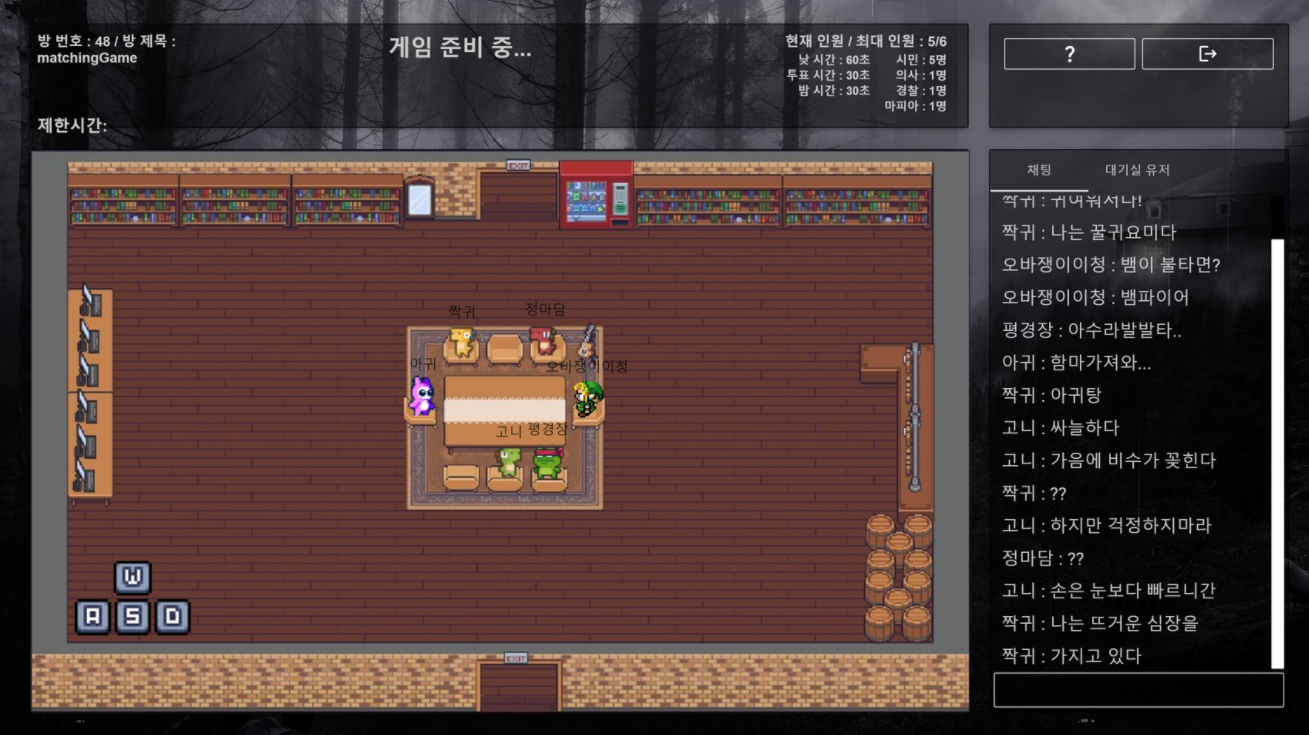 방 번호 : 48 / 방 제목 :
matchingGame
게임 준비 중...
현재 인원 / 최대 인원 : 5/6
낮 시간 : 60초 시민 : 5명
투표 시간 : 30초 의사 : 1명
밤 시간 : 30초 경찰 : 1명
마피아 : 1명
제한시간:
?
채팅 대기실 유저
EXIT
짝귀
정마담
아귀
오바쟁이이청
고니
평경장
W
A S D
EXIT
짝귀 : 귀여워서나!
짝귀 : 나는 꿀귀요미다
오바쟁이이청 : 뱀이 불타면?
오바쟁이이청 : 뱀파이어
평경장 : 아수라발발타..
아귀 : 함마가져와...
짝귀 : 아귀탕
고니 : 싸늘하다
고니 : 가음에 비수가 꽂힌다
짝귀 : ??
고니 : 하지만 걱정하지마라
정마담 : ??
고니 : 손은 눈보다 빠르니간
짝귀 : 나는 뜨거운 심장을
짝귀 : 가지고 있다